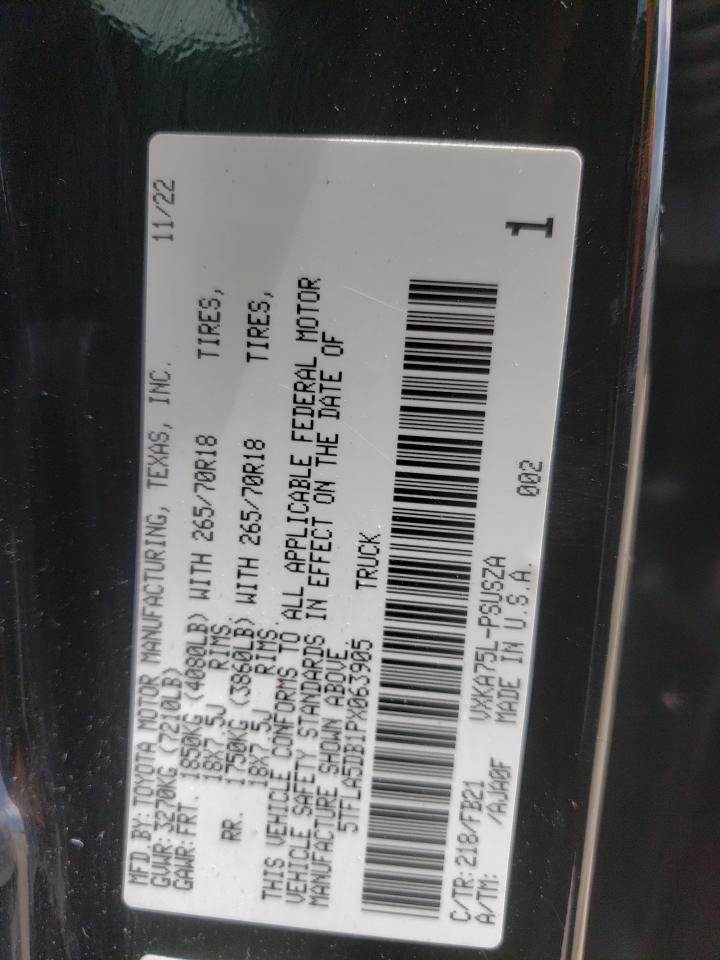 MFD. BY: TOYOTA MOTOR MANUFACTURING, TEXAS, INC. 11/22
GVWR: 3270KG (7210LB)
GAWR: FRT. 1850KG (4080LB) WITH 265/70R18 TIRES,
18X7.5J RIMS.
RR. 1750KG (3860LB) WITH 265/70R18 TIRES,
18X7.5J RIMS.
THIS VEHICLE CONFORMS TO ALL APPLICABLE FEDERAL MOTOR
VEHICLE SAFETY STANDARDS IN EFFECT ON THE DATE OF
MANUFACTURE SHOWN ABOVE.
5TFLA5DB1PX063905 TRUCK
C/TR: 218/FB21 VXKA75L-PSUSZA 002 1
A/TM: /AJA0F MADE IN U.S.A.